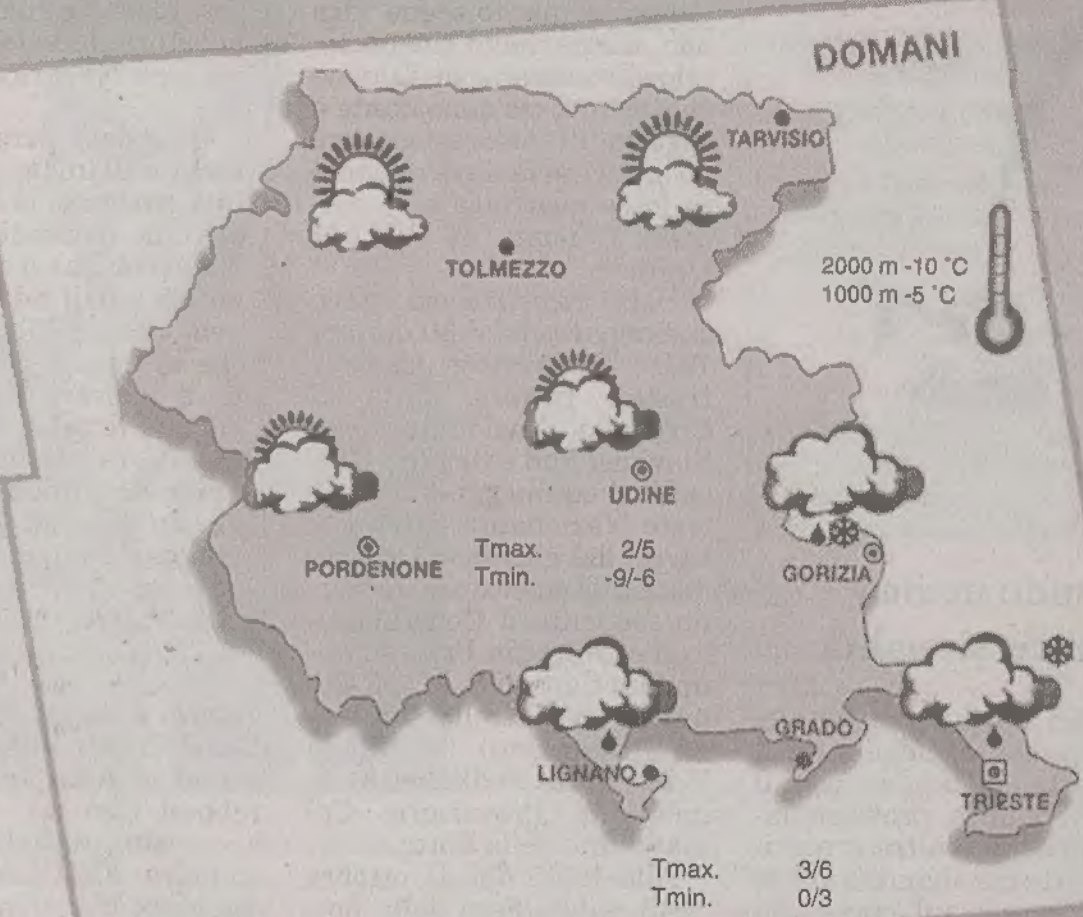 DOMANI
TARVISIO
TOLMEZZO
2000 m -10 °C
1000 m -5 °C
UDINE
PORDENONE
Tmax. 2/5
Tmin. -9/-6
GORIZIA
GRADO
LIGNANO
TRIESTE
Tmax. 3/6
Tmin. 0/3